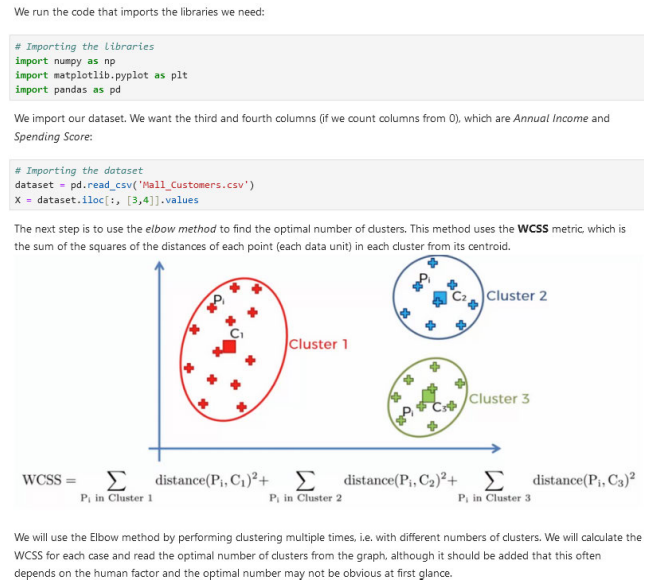 We run the code that imports the libraries we need:
# Importing the libraries
import numpy as np
import matplotlib.pyplot as plt
import pandas as pd
We import our dataset. We want the third and fourth columns (if we count columns from 0), which are Annual Income and
Spending Score:
# Importing the dataset
dataset = pd.read_csv('Mall_Customers.csv')
X = dataset.iloc[:, [3,4]].values
The next step is to use the elbow method to find the optimal number of clusters. This method uses the WCSS metric, which is
the sum of the squares of the distances of each point (each data unit) in each cluster from its centroid.
Pᵢ
C₁
Cluster 1
Pᵢ
C₂
Cluster 2
Pᵢ
C₃
Cluster 3
WCSS = ∑ distance(Pᵢ, C₁)²+ ∑ distance(Pᵢ, C₂)²+ ∑ distance(Pᵢ, C₃)²
Pᵢ in Cluster 1 Pᵢ in Cluster 2 Pᵢ in Cluster 3
We will use the Elbow method by performing clustering multiple times, i.e. with different numbers of clusters. We will calculate the
WCSS for each case and read the optimal number of clusters from the graph, although it should be added that this often
depends on the human factor and the optimal number may not be obvious at first glance.